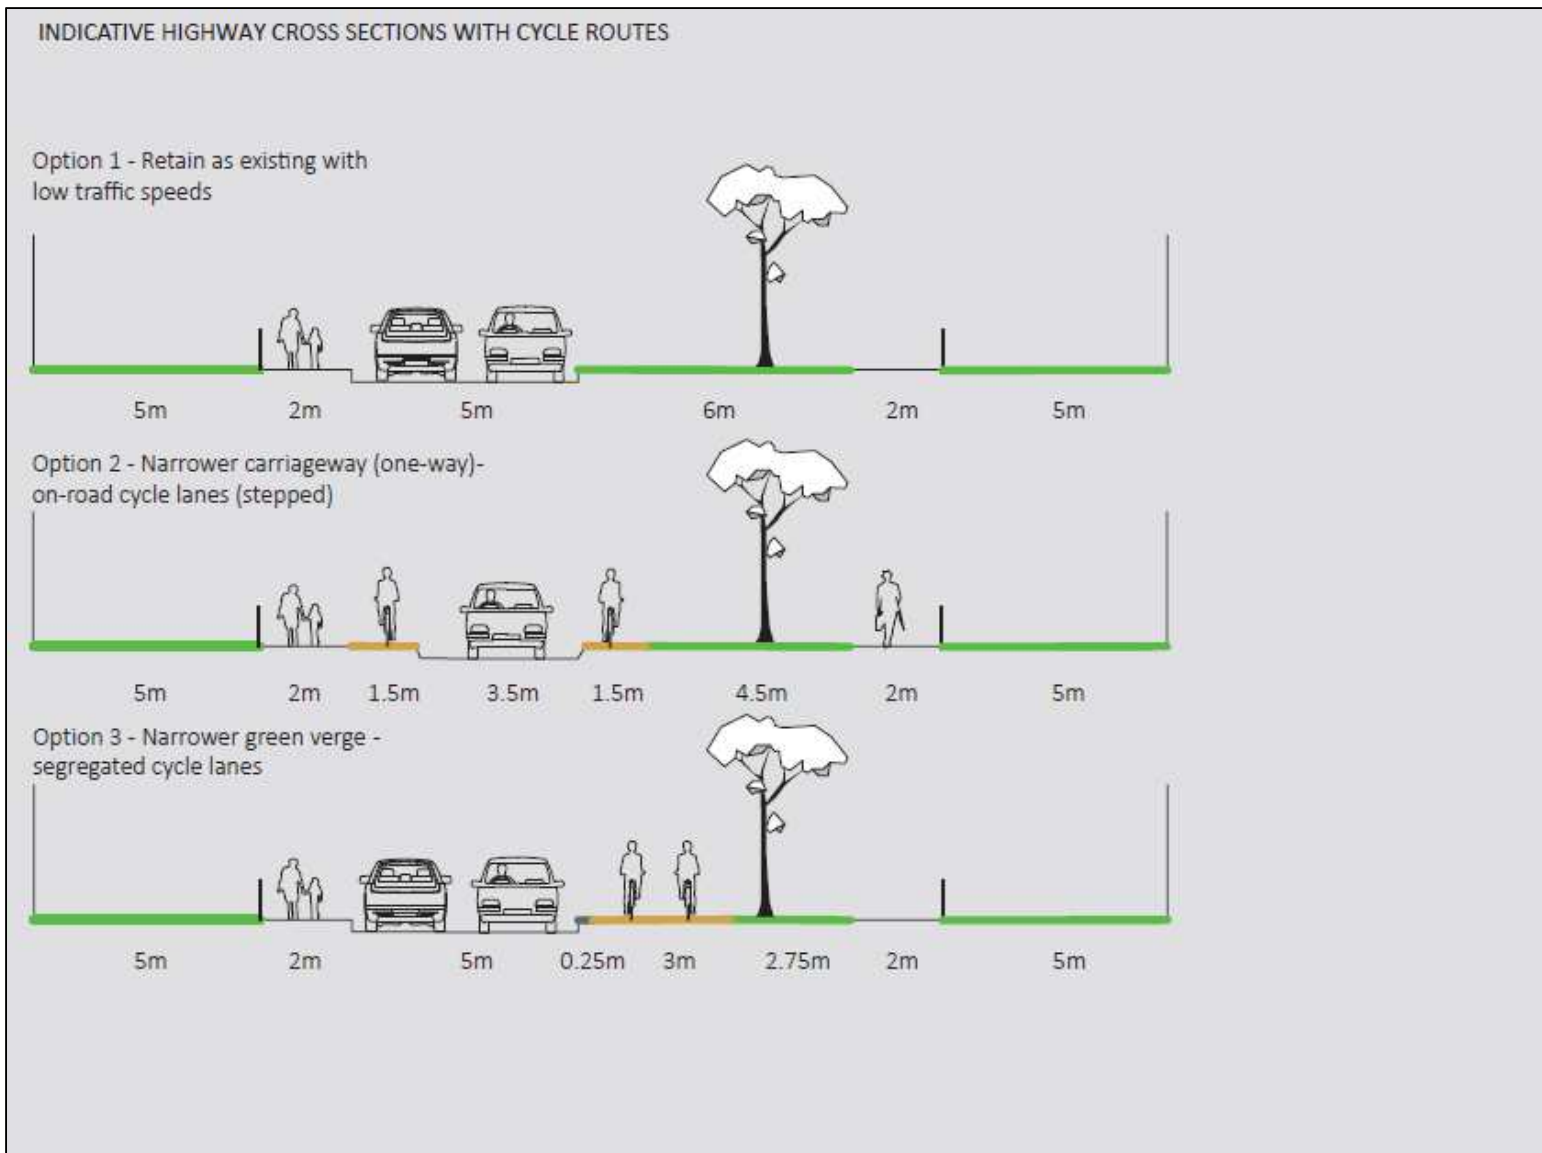 INDICATIVE HIGHWAY CROSS SECTIONS WITH CYCLE ROUTES
Option 1 - Retain as existing with
low traffic speeds
5m 2m 5m 6m 2m 5m
Option 2 - Narrower carriageway (one-way)-
on-road cycle lanes (stepped)
5m 2m 1.5m 3.5m 1.5m 4.5m 2m 5m
Option 3 - Narrower green verge -
segregated cycle lanes
5m 2m 5m 0.25m 3m 2.75m 2m 5m